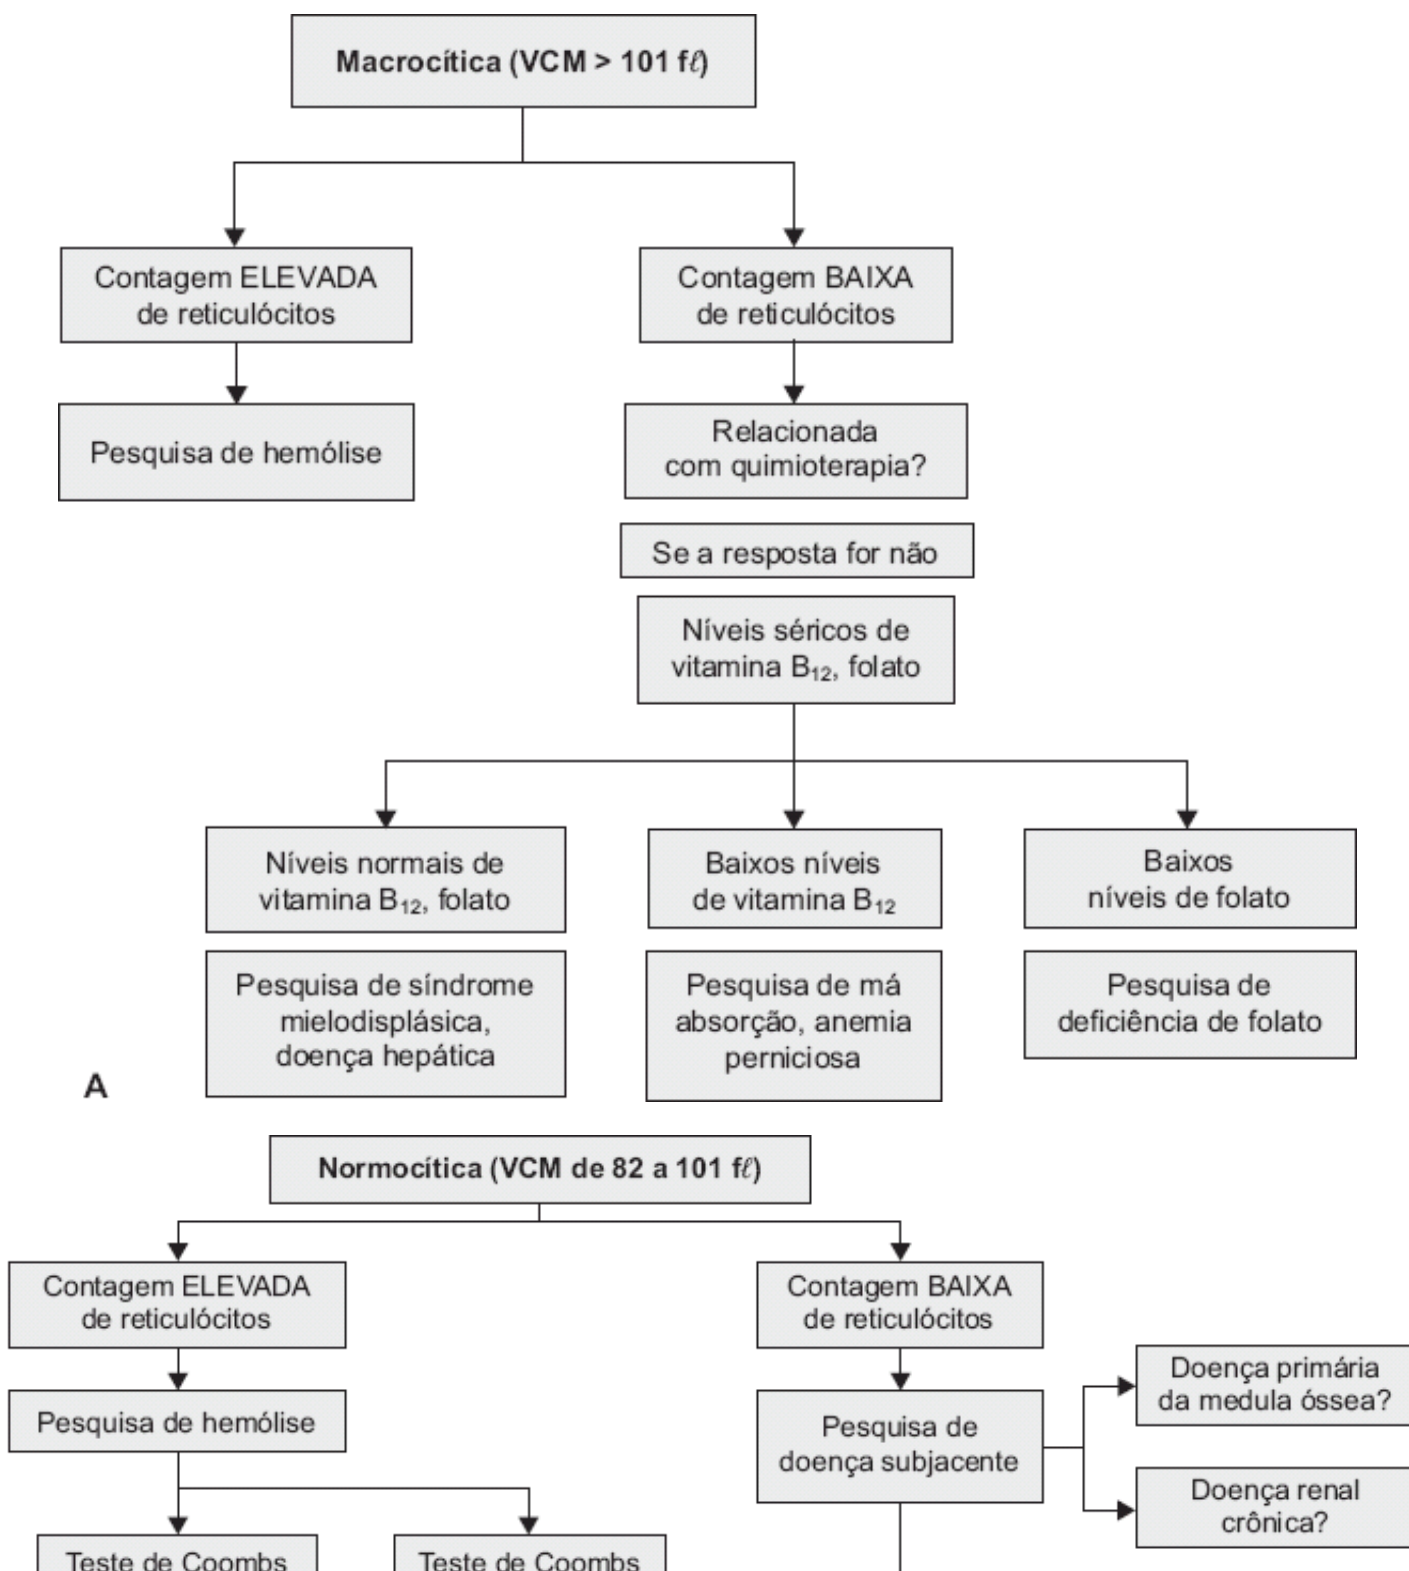 Macrocítica (VCM > 101 fℓ)
Contagem ELEVADA
de reticulócitos
Contagem BAIXA
de reticulócitos
Pesquisa de hemólise
Relacionada
com quimioterapia?
Se a resposta for não
Níveis séricos de
vitamina B₁₂, folato
Níveis normais de
vitamina B₁₂, folato
Baixos níveis
de vitamina B₁₂
Baixos
níveis de folato
Pesquisa de síndrome
mielodisplásica,
doença hepática
Pesquisa de má
absorção, anemia
perniciosa
Pesquisa de
deficiência de folato
A
Normocítica (VCM de 82 a 101 fℓ)
Contagem ELEVADA
de reticulócitos
Contagem BAIXA
de reticulócitos
Pesquisa de hemólise
Pesquisa de
doença subjacente
Doença primária
da medula óssea?
Doença renal
crônica?
Teste de Coombs
Teste de Coombs